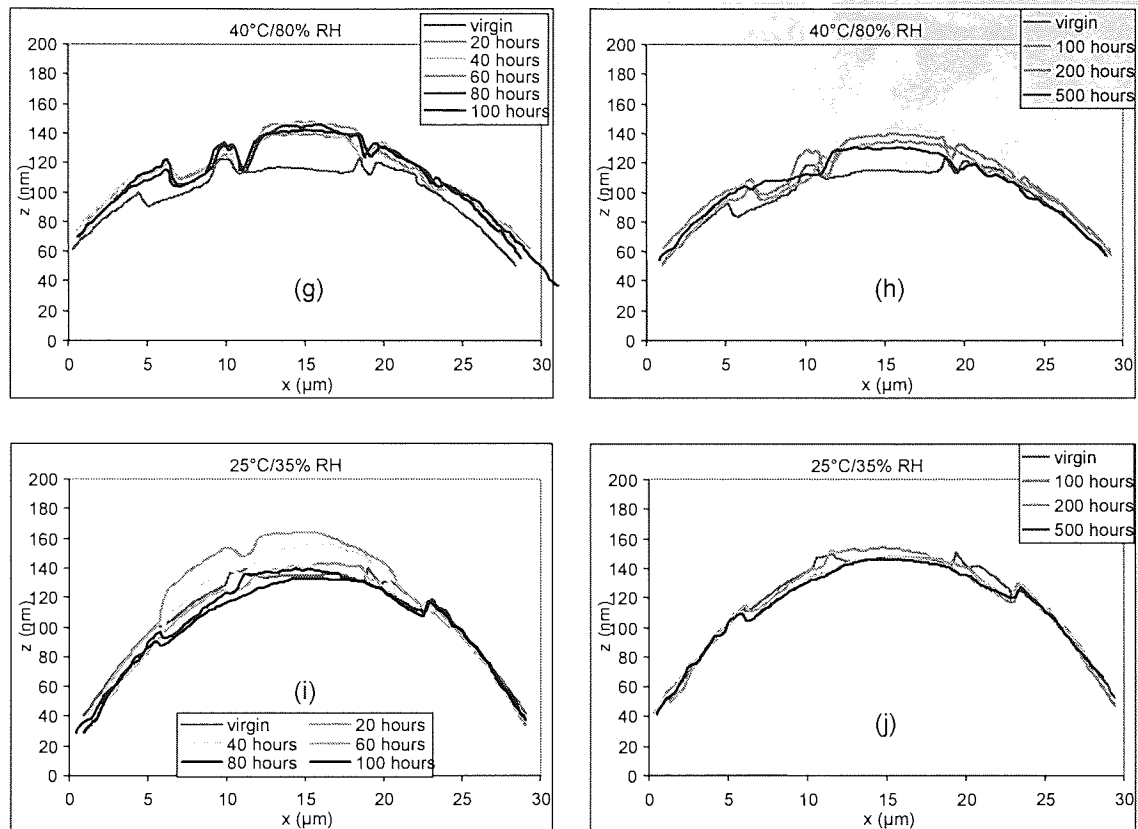 40°C/80% RH
virgin
20 hours
40 hours
60 hours
80 hours
100 hours
200
180
160
140
120
100
80
60
40
20
0
z (nm)
(g)
0 5 10 15 20 25 30
x (µm)
40°C/80% RH
virgin
100 hours
200 hours
500 hours
200
180
160
140
120
100
80
60
40
20
0
z (nm)
(h)
0 5 10 15 20 25 30
x (µm)
25°C/35% RH
200
180
160
140
120
100
80
60
40
20
0
z (nm)
(i)
virgin 20 hours
40 hours 60 hours
80 hours 100 hours
0 5 10 15 20 25 30
x (µm)
25°C/35% RH
virgin
100 hours
200 hours
500 hours
200
180
160
140
120
100
80
60
40
20
0
z (nm)
(j)
0 5 10 15 20 25 30
x (µm)